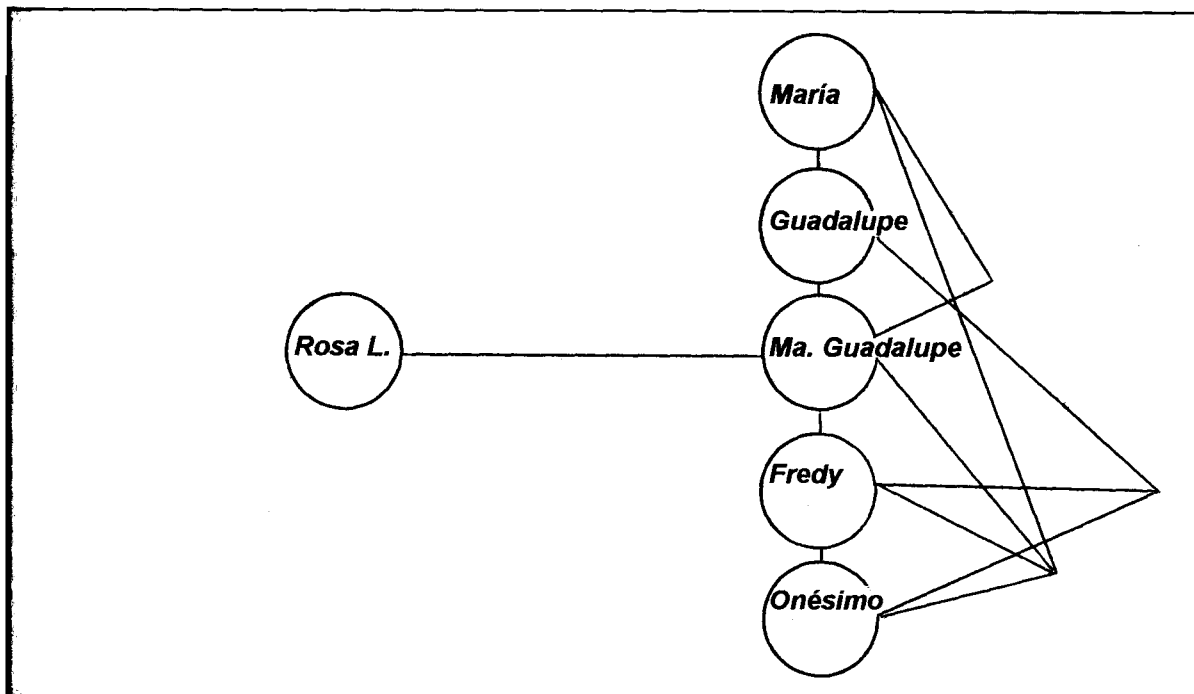 María
Guadalupe
Rosa L.
Ma. Guadalupe
Fredy
Onésimo